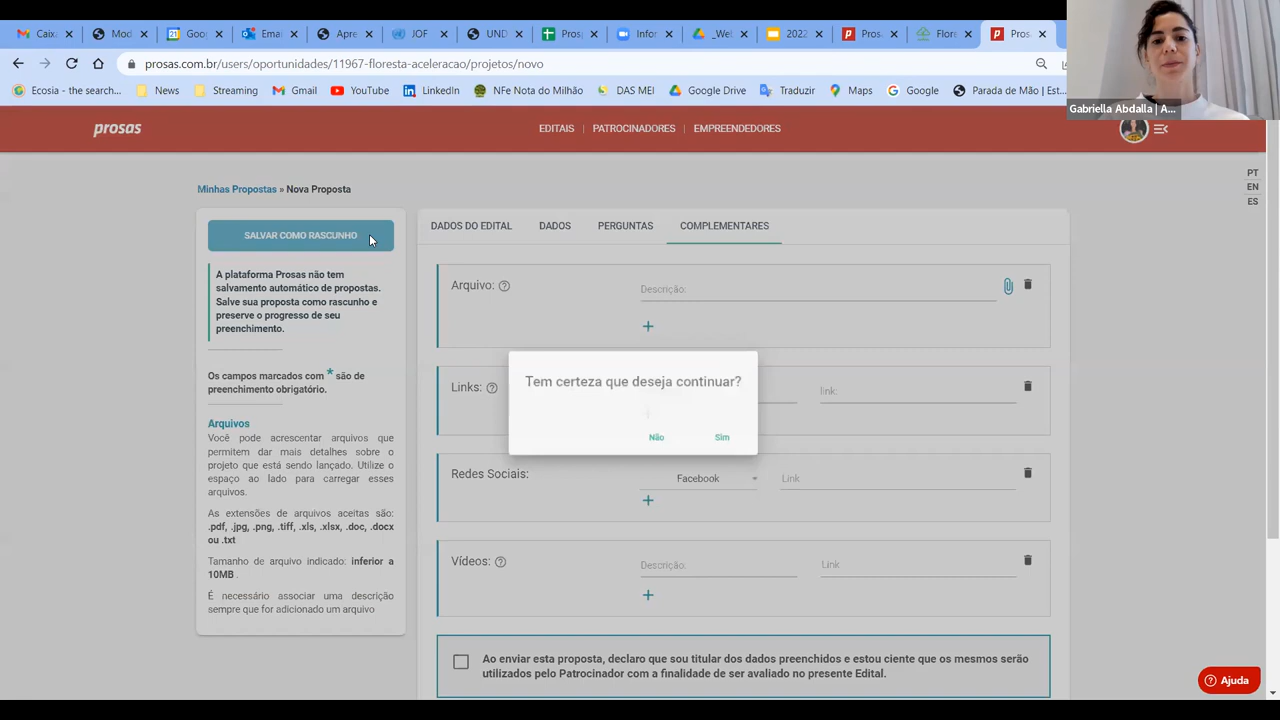 Caixa
Mod
Goo
Emai
Apre
JOF
UND
Prosp
Infor
_Wel
2022
Pros
Flore
Pros
prosas.com.br/users/oportunidades/11967-floresta-aceleracao/projetos/novo
Ecosia - the search...
News
Streaming
Gmail
YouTube
LinkedIn
NFe Nota do Milhão
DAS MEI
Google Drive
Traduzir
Maps
Google
Parada de Mão | Est...
Gabriella Abdalla | A...
prosas
EDITAIS | PATROCINADORES | EMPREENDEDORES
PT
EN
ES
Minhas Propostas » Nova Proposta
SALVAR COMO RASCUNHO
A plataforma Prosas não tem
salvamento automático de propostas.
Salve sua proposta como rascunho e
preserve o progresso de seu
preenchimento.
Os campos marcados com * são de
preenchimento obrigatório.
Arquivos
Você pode acrescentar arquivos que
permitem dar mais detalhes sobre o
projeto que está sendo lançado. Utilize o
espaço ao lado para carregar esses
arquivos.
As extensões de arquivos aceitas são:
.pdf, .jpg, .png, .tiff, .xls, .xlsx, .doc, .docx
ou .txt
Tamanho de arquivo indicado: inferior a
10MB .
É necessário associar uma descrição
sempre que for adicionado um arquivo
DADOS DO EDITAL
DADOS
PERGUNTAS
COMPLEMENTARES
Arquivo:
Descrição:
Links:
link:
Tem certeza que deseja continuar?
Não
Sim
Redes Sociais:
Facebook
Link
Vídeos:
Descrição:
Link
Ao enviar esta proposta, declaro que sou titular dos dados preenchidos e estou ciente que os mesmos serão
utilizados pelo Patrocinador com a finalidade de ser avaliado no presente Edital.
Ajuda